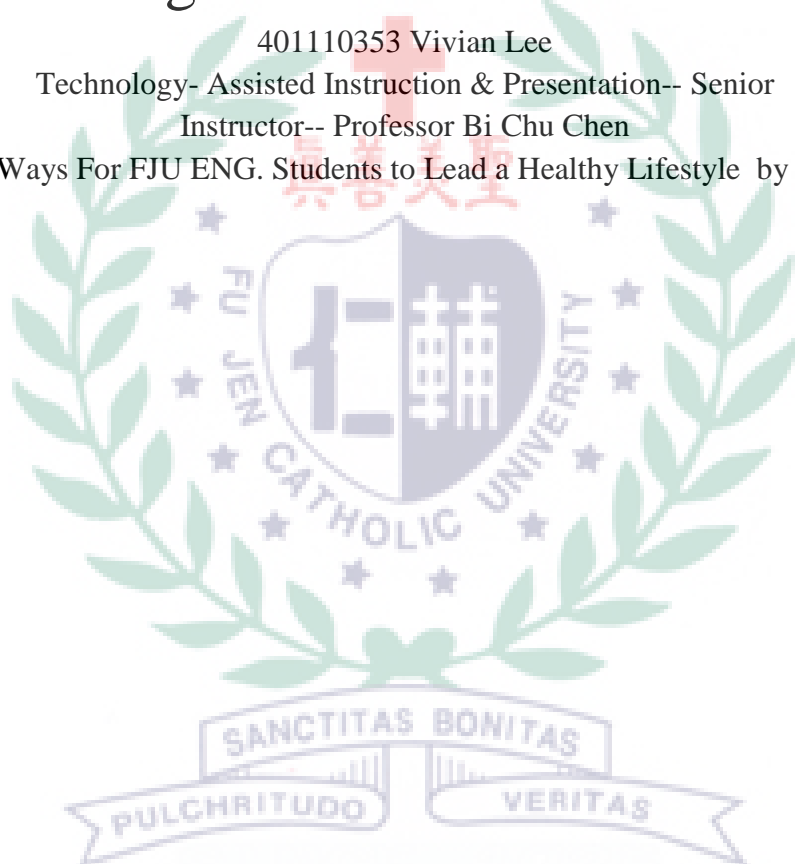 401110353 Vivian Lee
Technology- Assisted Instruction & Presentation-- Senior
Instructor-- Professor Bi Chu Chen
Ways For FJU ENG. Students to Lead a Healthy Lifestyle by
眞善美聖
仁輔
FU JEN CATHOLIC UNIVERSITY
SANCTITAS BONITAS
PULCHRITUDO VERITAS